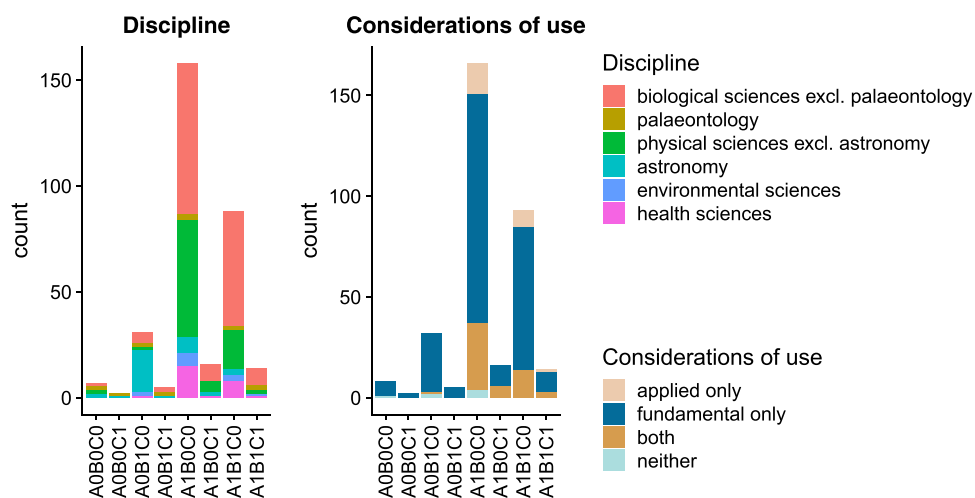 Discipline
Considerations of use
count
150
100
50
0
A0B0C0
A0B0C1
A0B1C0
A0B1C1
A1B0C0
A1B0C1
A1B1C0
A1B1C1
count
150
100
50
0
A0B0C0
A0B0C1
A0B1C0
A0B1C1
A1B0C0
A1B0C1
A1B1C0
A1B1C1
Discipline
biological sciences excl. palaeontology
palaeontology
physical sciences excl. astronomy
astronomy
environmental sciences
health sciences
Considerations of use
applied only
fundamental only
both
neither